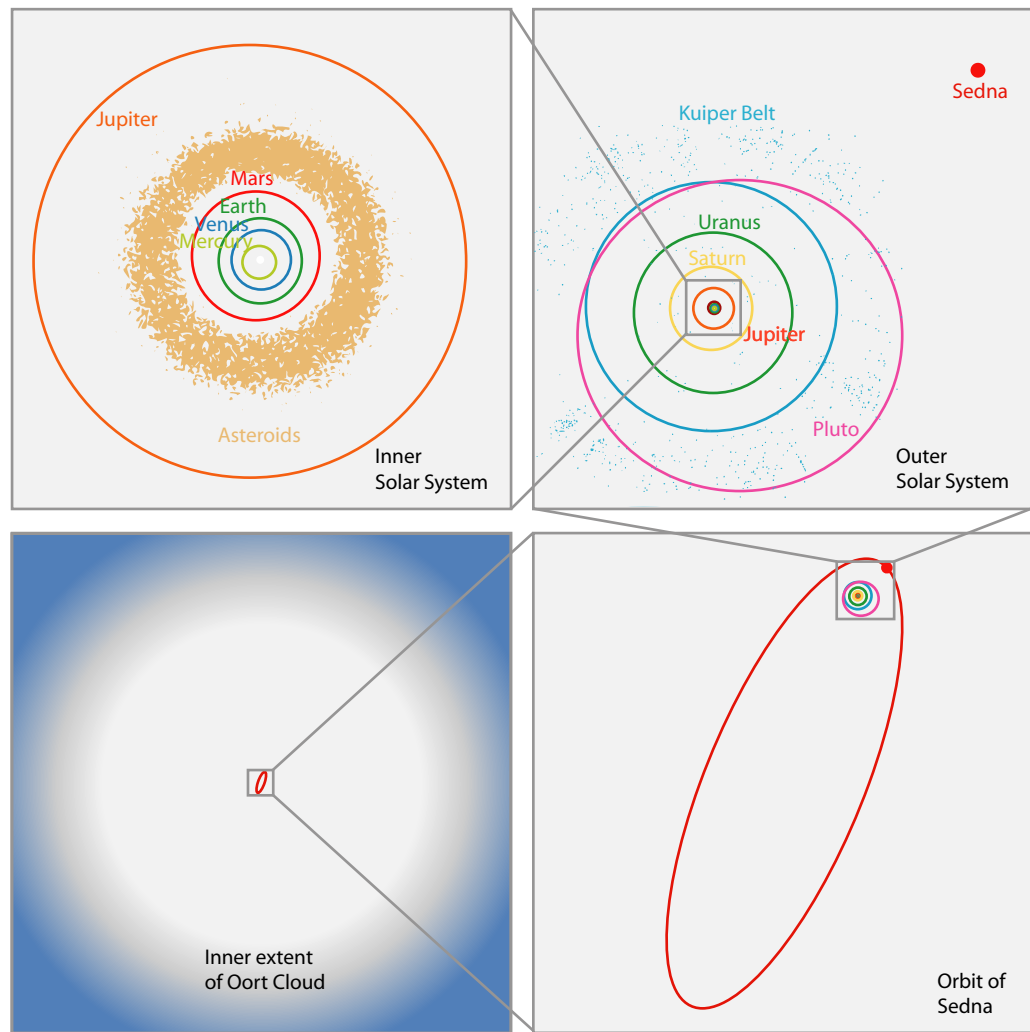 Jupiter
Mars
Earth
Venus
Mercury
Asteroids
Inner
Solar System
Sedna
Kuiper Belt
Uranus
Saturn
Jupiter
Pluto
Outer
Solar System
Inner extent
of Oort Cloud
Orbit of
Sedna